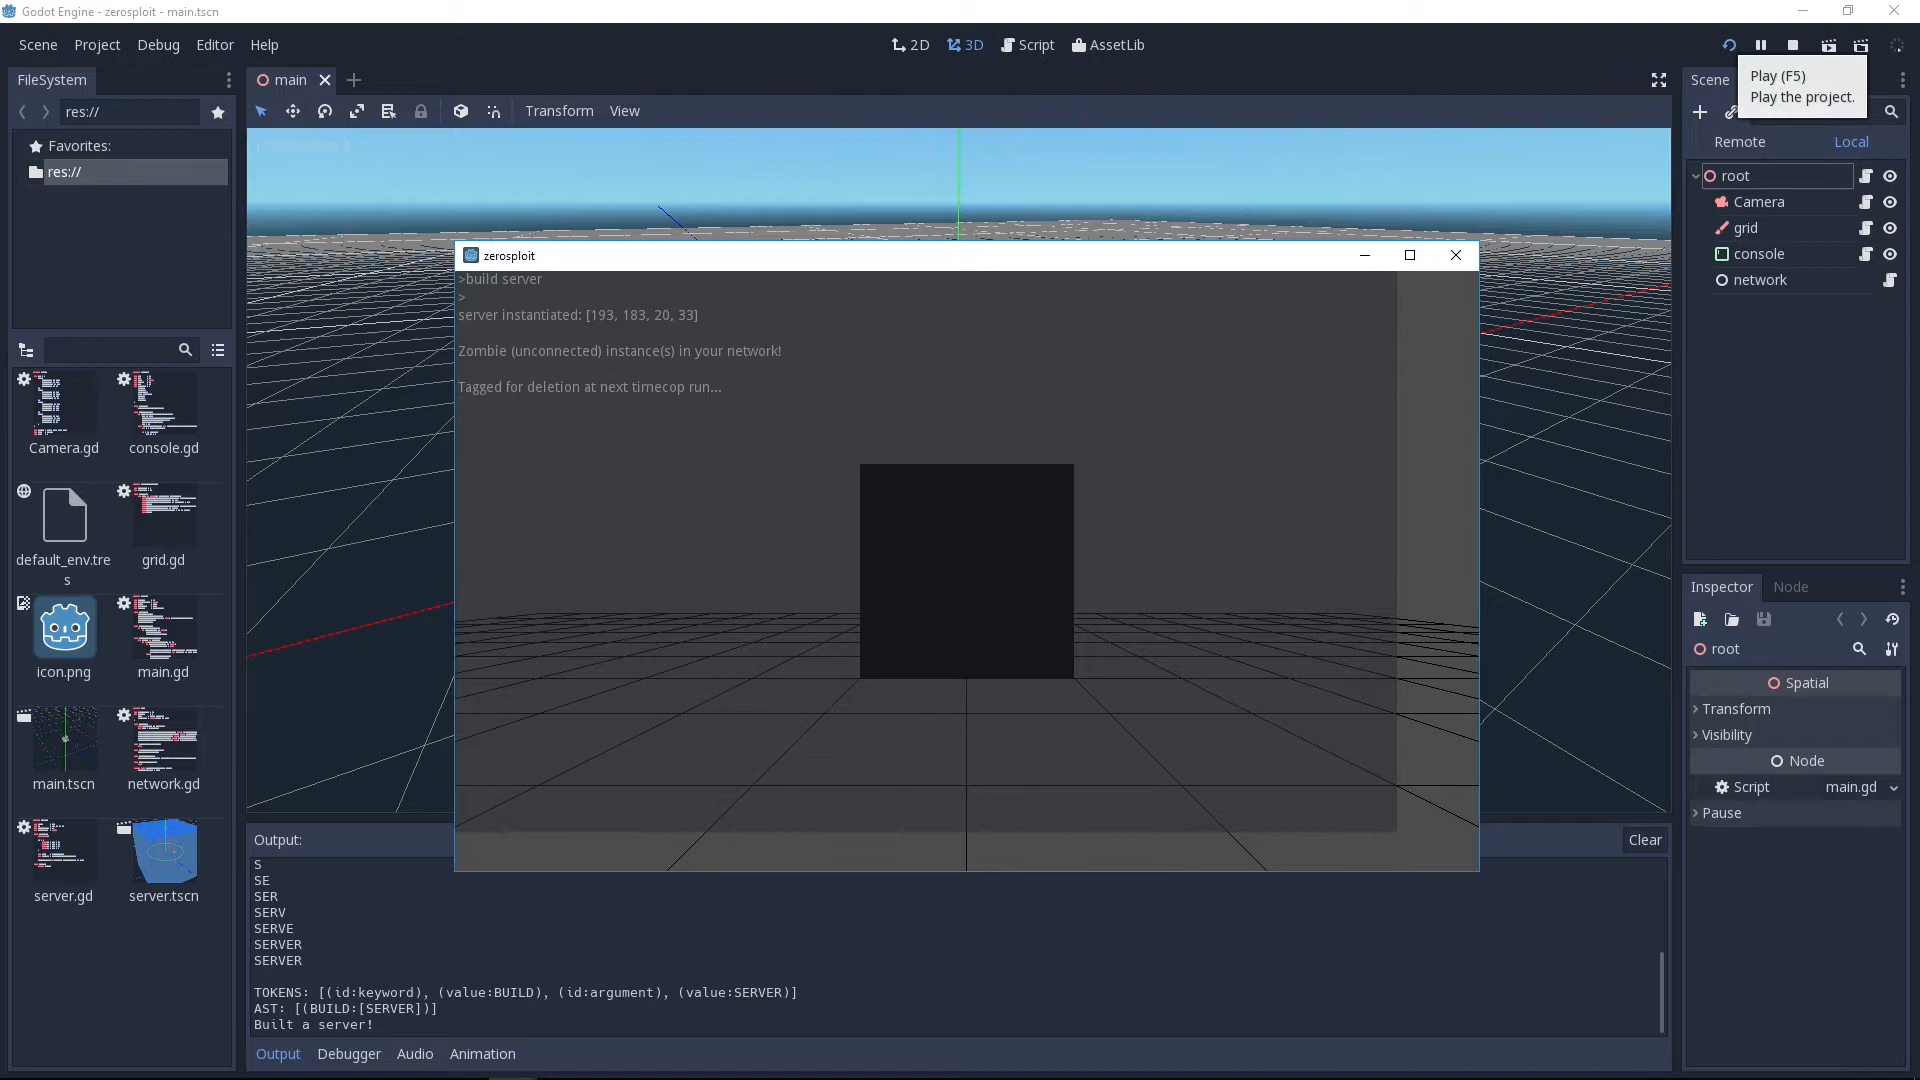 Godot Engine - zerosploit - main.tscn
Scene Project Debug Editor Help
2D 3D Script AssetLib
FileSystem
main
Scene
Play (F5)
Play the project.
res://
Transform View
Remote Local
Favorites:
res://
root
Camera
grid
console
network
zerosploit
>build server
>
server instantiated: [193, 183, 20, 33]
Zombie (unconnected) instance(s) in your network!
Tagged for deletion at next timecop run...
Camera.gd
console.gd
default_env.tre
s
grid.gd
icon.png
main.gd
main.tscn
network.gd
server.gd
server.tscn
Inspector Node
root
Spatial
Transform
Visibility
Node
Script main.gd
Pause
Output:
Clear
S
SE
SER
SERV
SERVE
SERVER
SERVER
TOKENS: [(id:keyword), (value:BUILD), (id:argument), (value:SERVER)]
AST: [(BUILD:[SERVER])]
Built a server!
Output Debugger Audio Animation